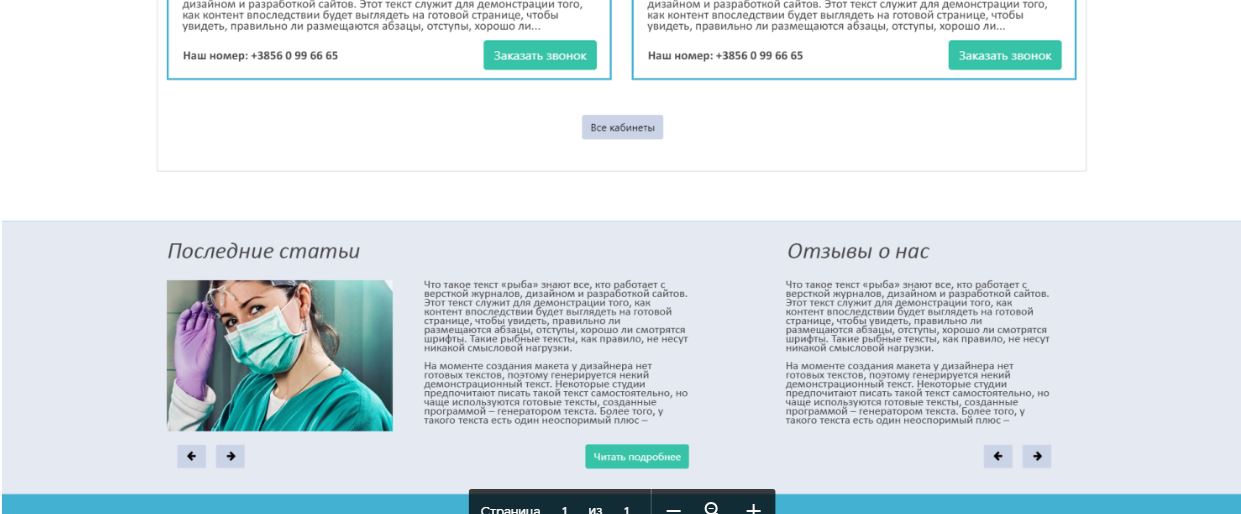 дизайном и разработкой сайтов. Этот текст служит для демонстрации того,
как контент впоследствии будет выглядеть на готовой странице, чтобы
увидеть, правильно ли размещаются абзацы, отступы, хорошо ли...
Наш номер: +3856 0 99 66 65
Заказать звонок
дизайном и разработкой сайтов. Этот текст служит для демонстрации того,
как контент впоследствии будет выглядеть на готовой странице, чтобы
увидеть, правильно ли размещаются абзацы, отступы, хорошо ли...
Наш номер: +3856 0 99 66 65
Заказать звонок
Все кабинеты
Последние статьи
Что такое текст «рыба» знают все, кто работает с
версткой журналов, дизайном и разработкой сайтов.
Этот текст служит для демонстрации того, как
контент впоследствии будет выглядеть на готовой
странице, чтобы увидеть, правильно ли
размещаются абзацы, отступы, хорошо ли смотрятся
шрифты. Такие рыбные тексты, как правило, не несут
никакой смысловой нагрузки.
На моменте создания макета у дизайнера нет
готовых текстов, поэтому генерируется некий
демонстрационный текст. Некоторые студии
предпочитают писать такой текст самостоятельно, но
чаще используются готовые тексты, созданные
программой – генератором текста. Более того, у
такого текста есть один неоспоримый плюс –
Читать подробнее
Отзывы о нас
Что такое текст «рыба» знают все, кто работает с
версткой журналов, дизайном и разработкой сайтов.
Этот текст служит для демонстрации того, как
контент впоследствии будет выглядеть на готовой
странице, чтобы увидеть, правильно ли
размещаются абзацы, отступы, хорошо ли смотрятся
шрифты. Такие рыбные тексты, как правило, не несут
никакой смысловой нагрузки.
На моменте создания макета у дизайнера нет
готовых текстов, поэтому генерируется некий
демонстрационный текст. Некоторые студии
предпочитают писать такой текст самостоятельно, но
чаще используются готовые тексты, созданные
программой – генератором текста. Более того, у
такого текста есть один неоспоримый плюс –
Страница 1 из 1